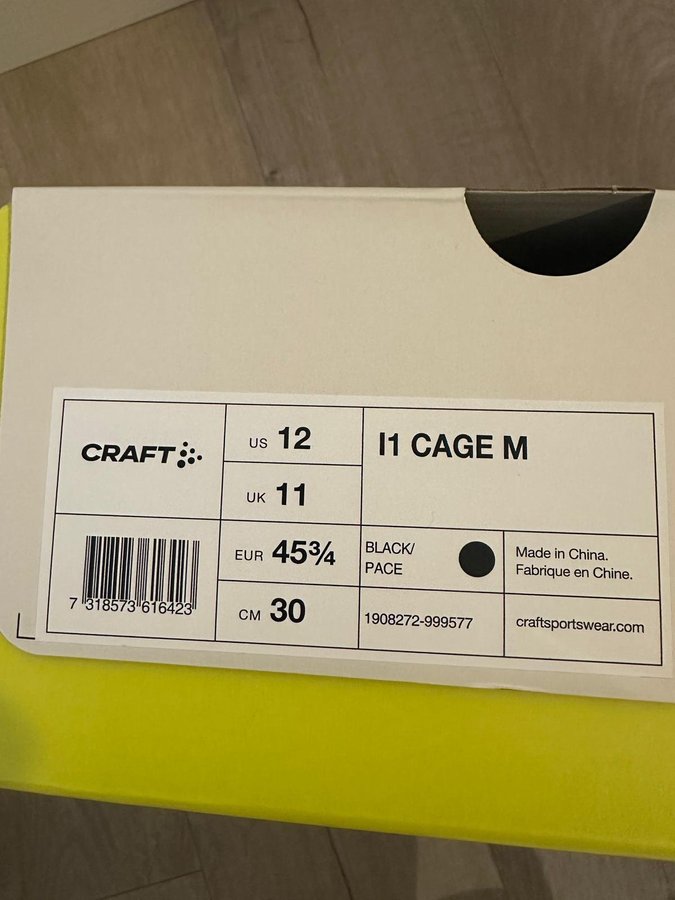 CRAFT
US 12
UK 11
EUR 45¾
CM 30
7 318573 616423
I1 CAGE M
BLACK/
PACE
Made in China.
Fabrique en Chine.
1908272-999577
craftsportswear.com